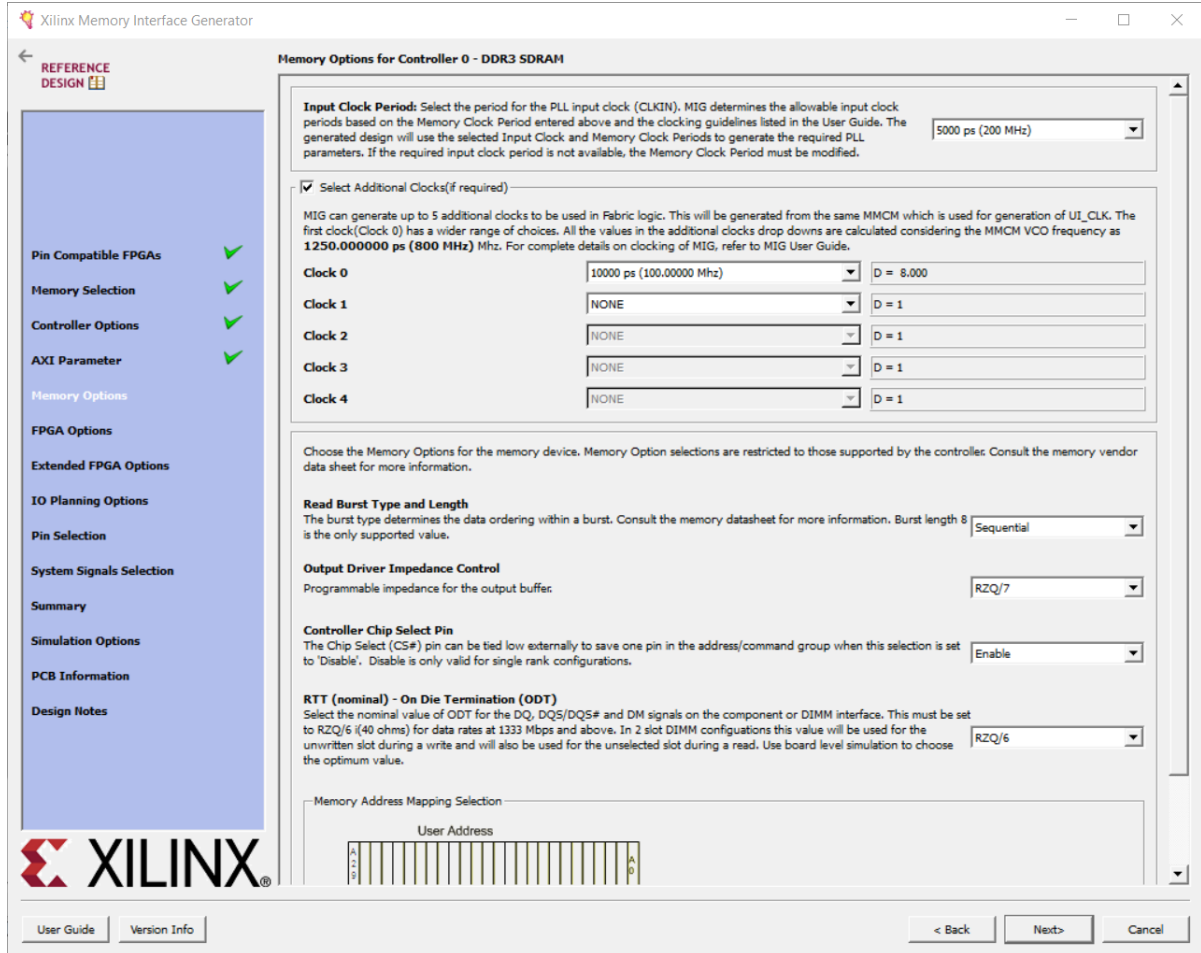 Xilinx Memory Interface Generator
REFERENCE
DESIGN
Pin Compatible FPGAs
Memory Selection
Controller Options
AXI Parameter
Memory Options
FPGA Options
Extended FPGA Options
IO Planning Options
Pin Selection
System Signals Selection
Summary
Simulation Options
PCB Information
Design Notes
XILINX®
Memory Options for Controller 0 - DDR3 SDRAM
Input Clock Period: Select the period for the PLL input clock (CLKIN). MIG determines the allowable input clock
periods based on the Memory Clock Period entered above and the clocking guidelines listed in the User Guide. The
generated design will use the selected Input Clock and Memory Clock Periods to generate the required PLL
parameters. If the required input clock period is not available, the Memory Clock Period must be modified.
5000 ps (200 MHz)
Select Additional Clocks(if required)
MIG can generate up to 5 additional clocks to be used in Fabric logic. This will be generated from the same MMCM which is used for generation of UI_CLK. The
first clock(Clock 0) has a wider range of choices. All the values in the additional clocks drop downs are calculated considering the MMCM VCO frequency as
1250.000000 ps (800 MHz) Mhz. For complete details on clocking of MIG, refer to MIG User Guide.
Clock 0 10000 ps (100.00000 Mhz) D = 8.000
Clock 1 NONE D = 1
Clock 2 NONE D = 1
Clock 3 NONE D = 1
Clock 4 NONE D = 1
Choose the Memory Options for the memory device. Memory Option selections are restricted to those supported by the controller. Consult the memory vendor
data sheet for more information.
Read Burst Type and Length
The burst type determines the data ordering within a burst. Consult the memory datasheet for more information. Burst length 8
is the only supported value.
Sequential
Output Driver Impedance Control
Programmable impedance for the output buffer.
RZQ/7
Controller Chip Select Pin
The Chip Select (CS#) pin can be tied low externally to save one pin in the address/command group when this selection is set
to 'Disable'. Disable is only valid for single rank configurations.
Enable
RTT (nominal) - On Die Termination (ODT)
Select the nominal value of ODT for the DQ, DQS/DQS# and DM signals on the component or DIMM interface. This must be set
to RZQ/6 i(40 ohms) for data rates at 1333 Mbps and above. In 2 slot DIMM configuations this value will be used for the
unwritten slot during a write and will also be used for the unselected slot during a read. Use board level simulation to choose
the optimum value.
RZQ/6
Memory Address Mapping Selection
User Address
A29 A0
User Guide
Version Info
< Back
Next>
Cancel